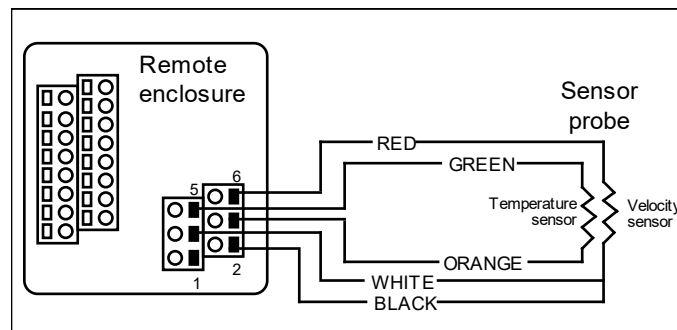 Remote
enclosure
Sensor
probe
RED
GREEN
6
5
Temperature
sensor
Velocity
sensor
ORANGE
WHITE
BLACK
2
1